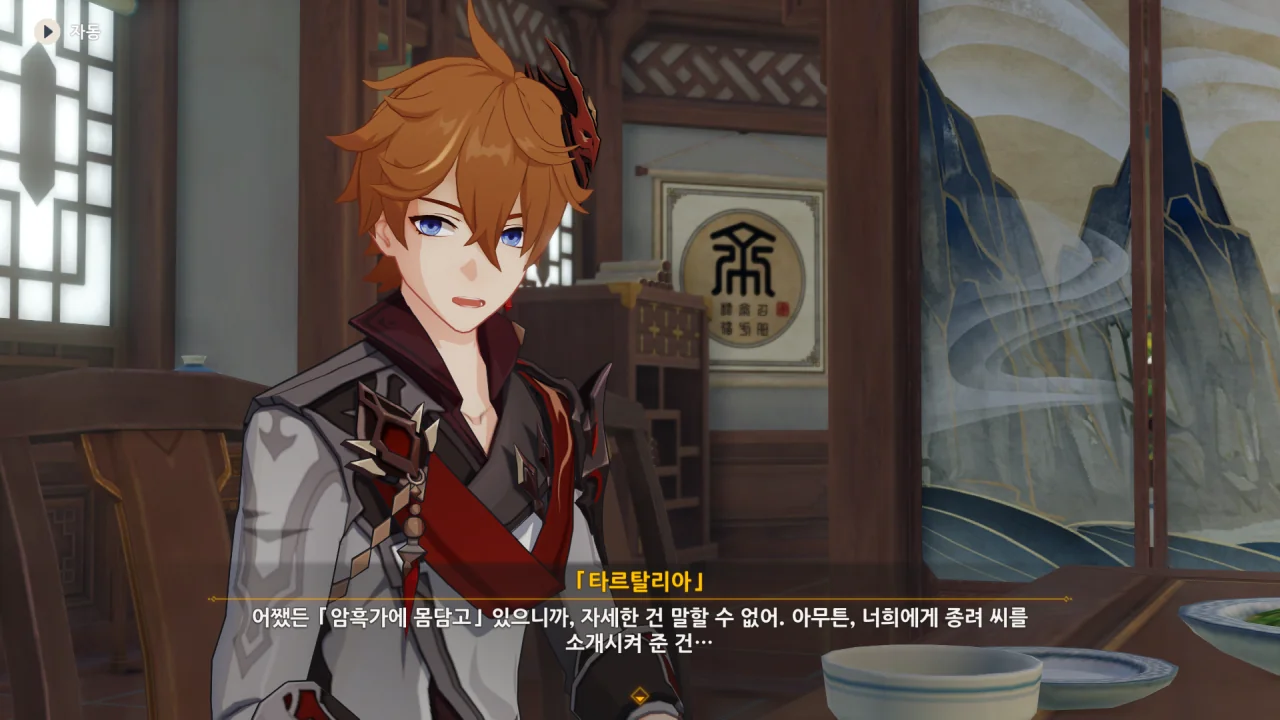 자동
「타르탈리아」
어쨌든 「암흑가에 몸담고」 있으니까, 자세한 건 말할 수 없어. 아무튼, 너희에게 종려 씨를
소개시켜 준 건…